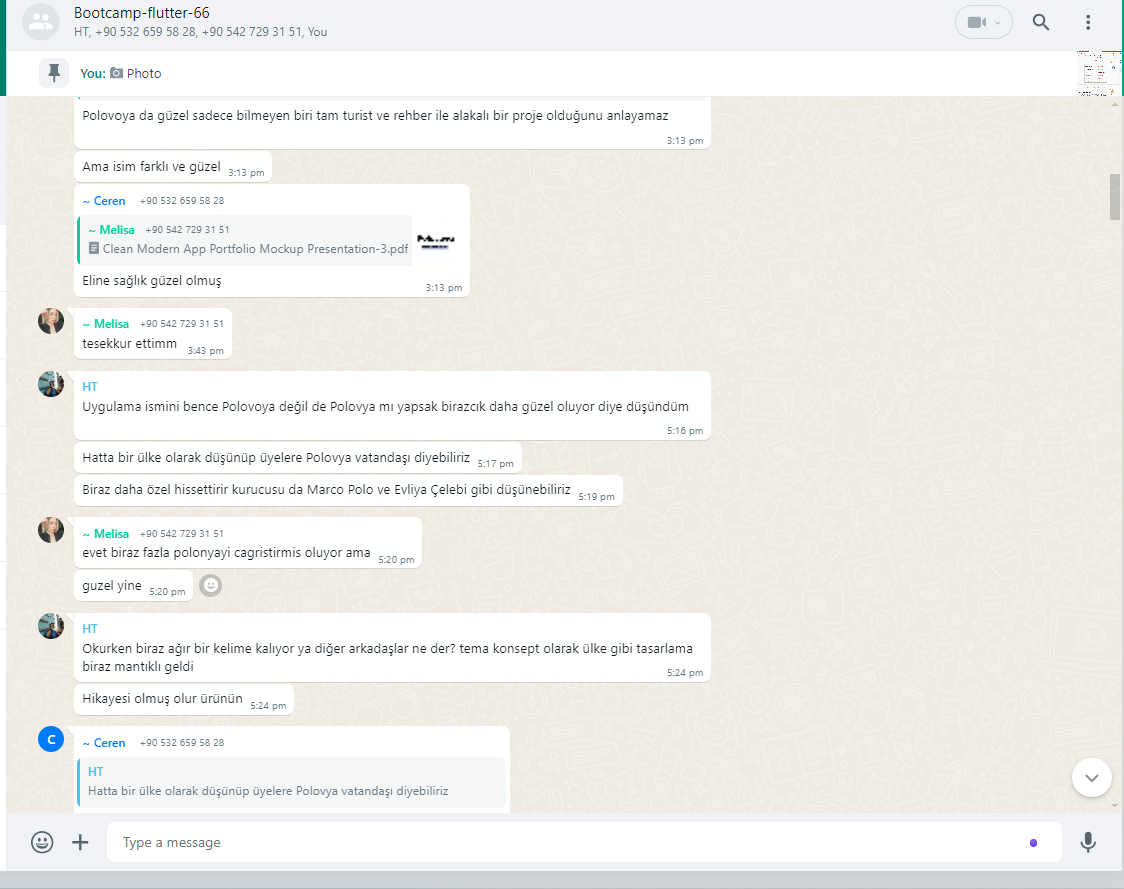 Bootcamp-flutter-66
HT, +90 532 659 58 28, +90 542 729 31 51, You
You: Photo
Polovoya da güzel sadece bilmeyen biri tam turist ve rehber ile alakalı bir proje olduğunu anlayamaz
3:13 pm
Ama isim farklı ve güzel 3:13 pm
~ Ceren +90 532 659 58 28
~ Melisa +90 542 729 31 51
Clean Modern App Portfolio Mockup Presentation-3.pdf
Eline sağlık güzel olmuş
3:13 pm
~ Melisa +90 542 729 31 51
tesekkur ettimm 3:43 pm
HT
Uygulama ismini bence Polovoya değil de Polovya mı yapsak birazcık daha güzel oluyor diye düşündüm
5:16 pm
Hatta bir ülke olarak düşünüp üyelere Polovya vatandaşı diyebiliriz 5:17 pm
Biraz daha özel hissettirir kurucusu da Marco Polo ve Evliya Çelebi gibi düşünebiliriz 5:19 pm
~ Melisa +90 542 729 31 51
evet biraz fazla polonyayi cagristirmis oluyor ama 5:20 pm
guzel yine 5:20 pm
HT
Okurken biraz ağır bir kelime kalıyor ya diğer arkadaşlar ne der? tema konsept olarak ülke gibi tasarlama
biraz mantıklı geldi
5:24 pm
Hikayesi olmuş olur ürünün 5:24 pm
C
~ Ceren +90 532 659 58 28
HT
Hatta bir ülke olarak düşünüp üyelere Polovya vatandaşı diyebiliriz
Type a message